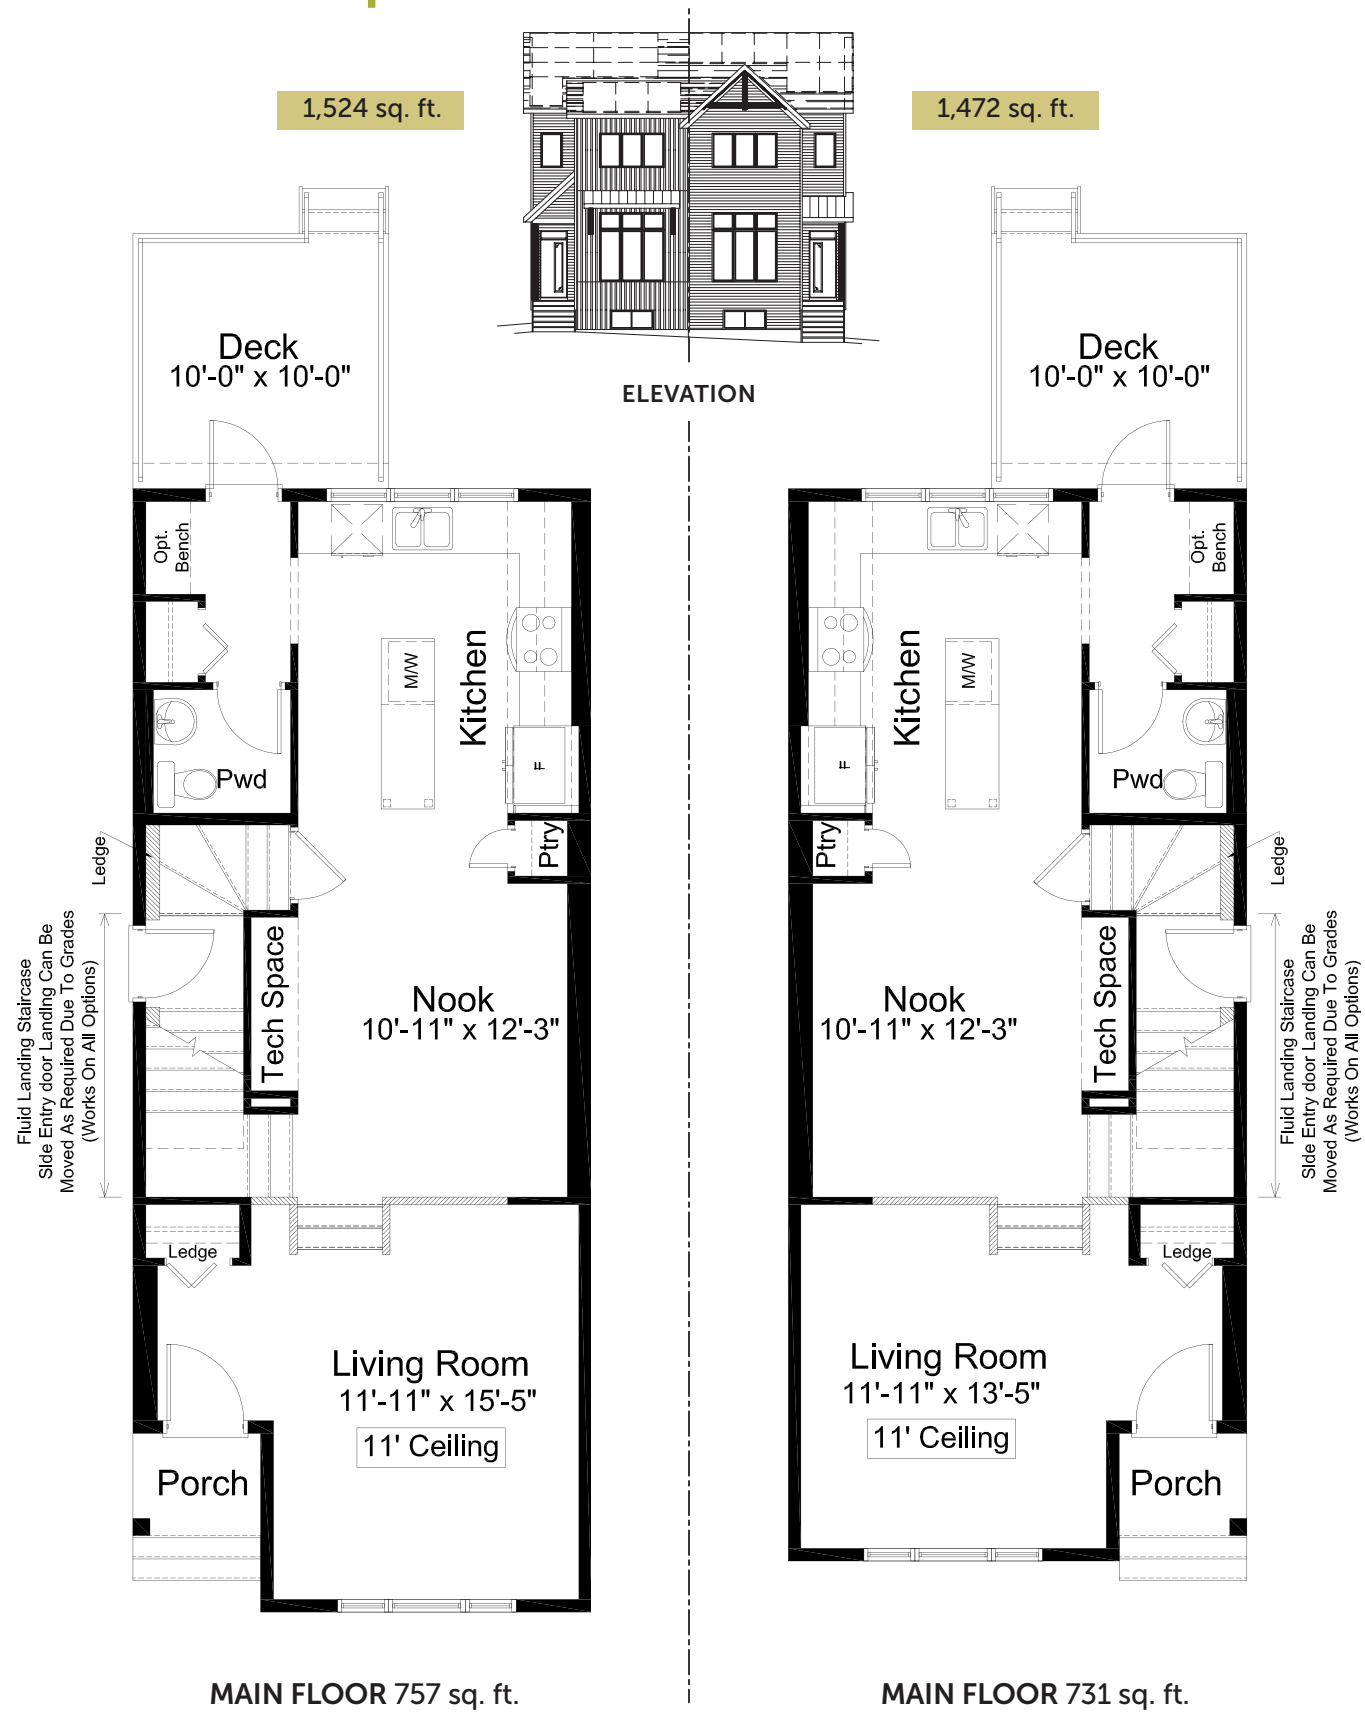 1,524 sq. ft.
1,472 sq. ft.
ELEVATION
Deck
10'-0" x 10'-0"
Opt.
Bench
Kitchen
M/W
Pwd
Ptry
Ledge
Fluid Landing Staircase
Side Entry door Landing Can Be
Moved As Required Due To Grades
(Works On All Options)
Tech Space
Nook
10'-11" x 12'-3"
Ledge
Living Room
11'-11" x 15'-5"
11' Ceiling
Porch
MAIN FLOOR 757 sq. ft.
Deck
10'-0" x 10'-0"
Opt.
Bench
Kitchen
M/W
Pwd
Ptry
Ledge
Fluid Landing Staircase
Side Entry door Landing Can Be
Moved As Required Due To Grades
(Works On All Options)
Tech Space
Nook
10'-11" x 12'-3"
Ledge
Living Room
11'-11" x 13'-5"
11' Ceiling
Porch
MAIN FLOOR 731 sq. ft.